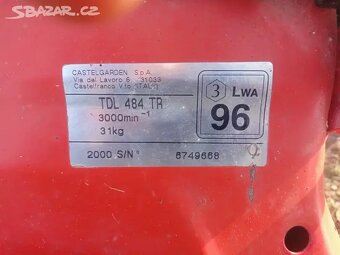 SBAZAR.CZ
CASTELGARDEN S.p.A.
Via del Lavoro 6 31033
Castelfranco V.to (ITALY)
TDL 484 TR
3000min⁻¹
31kg
2000 S/N° 6749668
3 LWA
96
CE